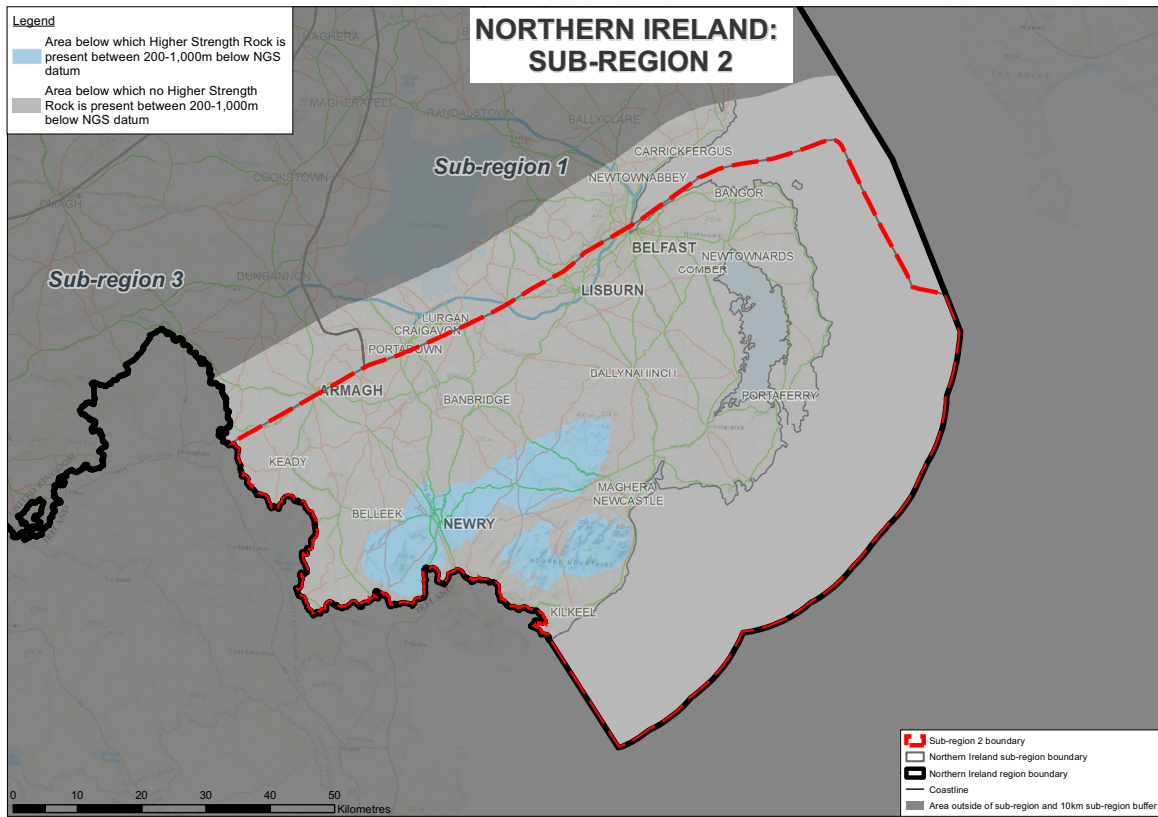 Legend
Area below which Higher Strength Rock is
present between 200-1,000m below NGS
datum
Area below which no Higher Strength
Rock is present between 200-1,000m
below NGS datum
NORTHERN IRELAND:
SUB-REGION 2
MAGHERA
MAGHERAFELT
RANDALSTOWN
BALLYCLARE
CARRICKFERGUS
Sub-region 1
COOKSTOWN
NEWTOWNABBEY
BANGOR
OMAGH
BELFAST
NEWTOWNARDS
COMBER
Sub-region 3
DUNGANNON
LISBURN
LURGAN
CRAIGAVON
PORTADOWN
BALLYNAHINCH
ARMAGH
PORTAFERRY
BANBRIDGE
KEADY
MAGHERA
NEWCASTLE
BELLEEK
NEWRY
MOURNE MOUNTAINS
KILKEEL
IRELAND
Sub-region 2 boundary
Northern Ireland sub-region boundary
Northern Ireland region boundary
Coastline
Area outside of sub-region and 10km sub-region buffer
0 10 20 30 40 50
Kilometres